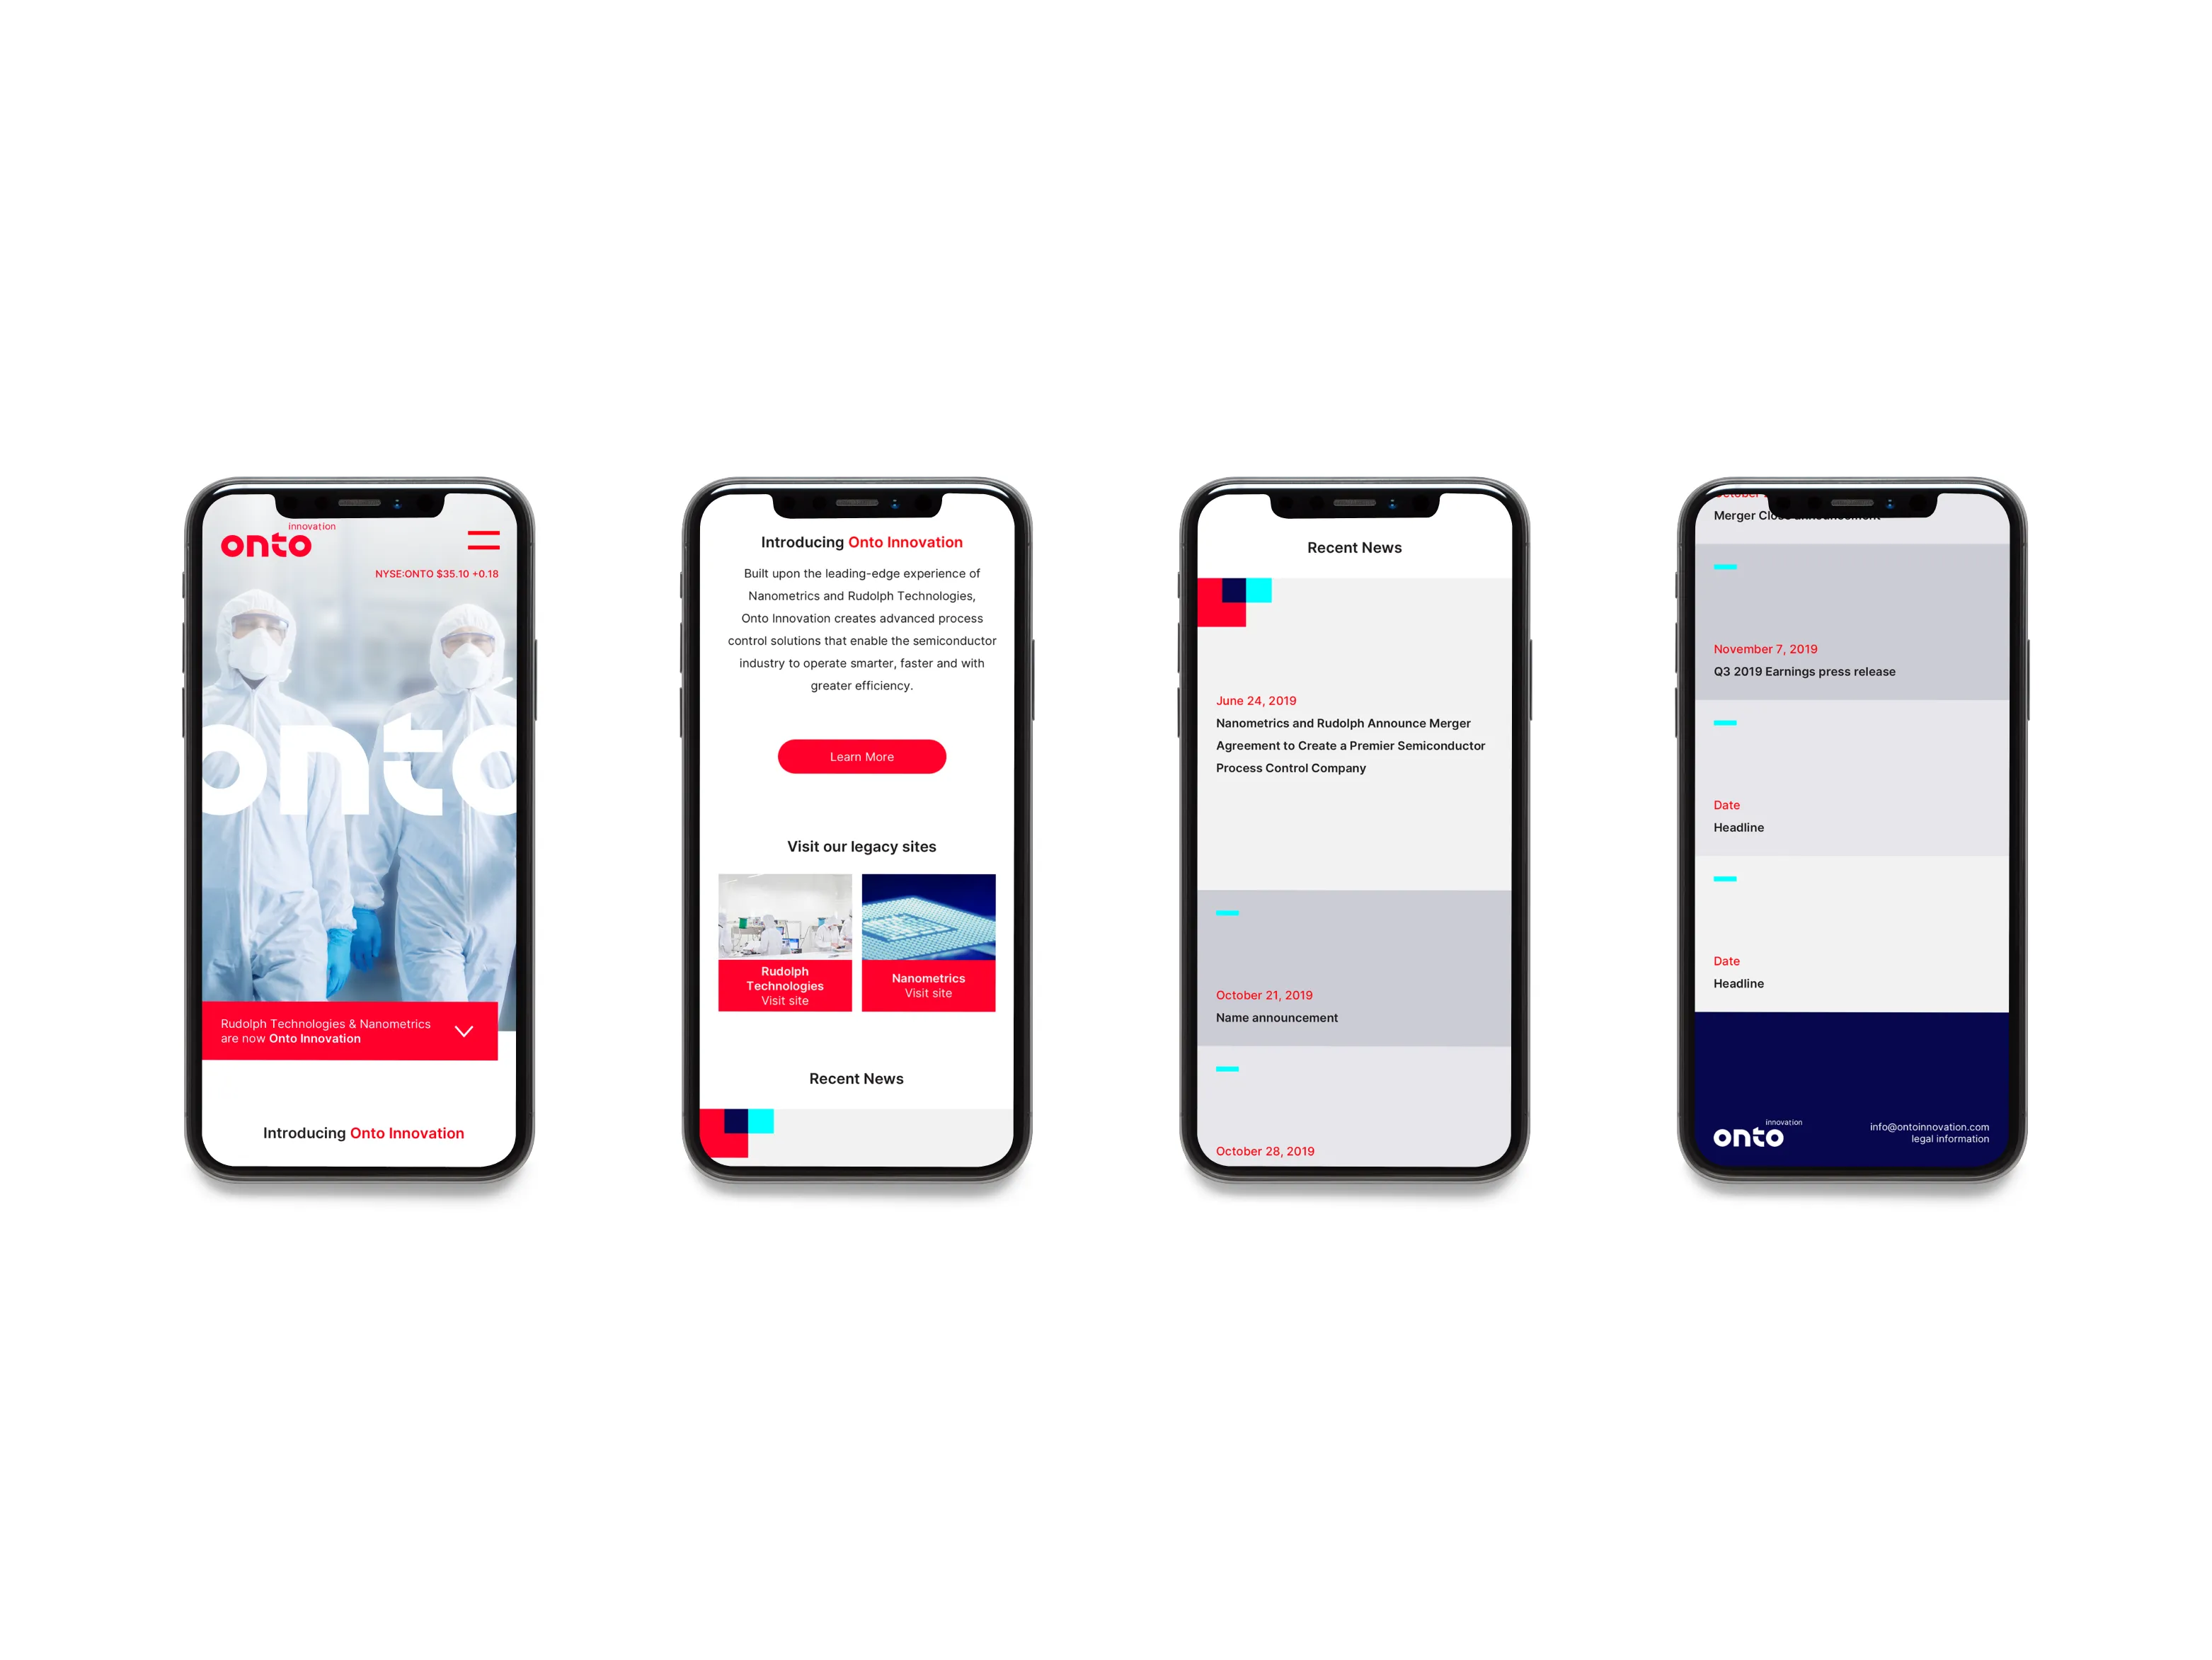 innovation
onto
NYSE:ONTO $35.10 +0.18
onto
Rudolph Technologies & Nanometrics
are now Onto Innovation
Introducing Onto Innovation
Introducing Onto Innovation
Built upon the leading-edge experience of
Nanometrics and Rudolph Technologies,
Onto Innovation creates advanced process
control solutions that enable the semiconductor
industry to operate smarter, faster and with
greater efficiency.
Learn More
Visit our legacy sites
Rudolph
Technologies
Visit site
Nanometrics
Visit site
Recent News
Recent News
June 24, 2019
Nanometrics and Rudolph Announce Merger
Agreement to Create a Premier Semiconductor
Process Control Company
October 21, 2019
Name announcement
October 28, 2019
October
Merger Close announcement
November 7, 2019
Q3 2019 Earnings press release
Date
Headline
Date
Headline
innovation
onto
info@ontoinnovation.com
legal information